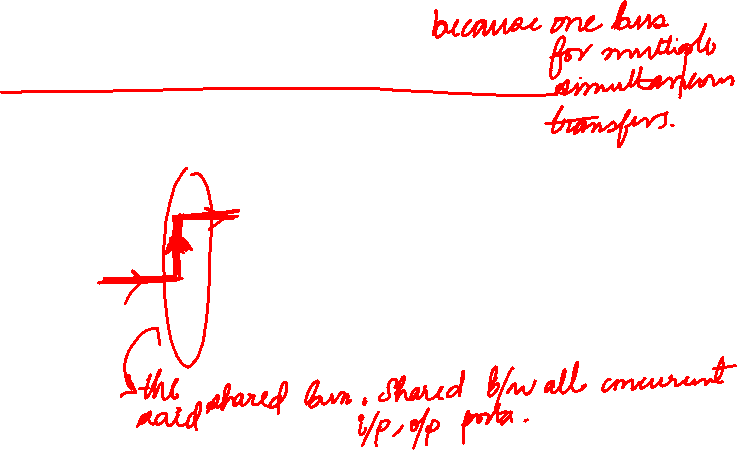 because one bus
for multiple
simultaneous
transfers.
the
said shared bus. Shared b/w all concurrent
i/p, o/p ports.